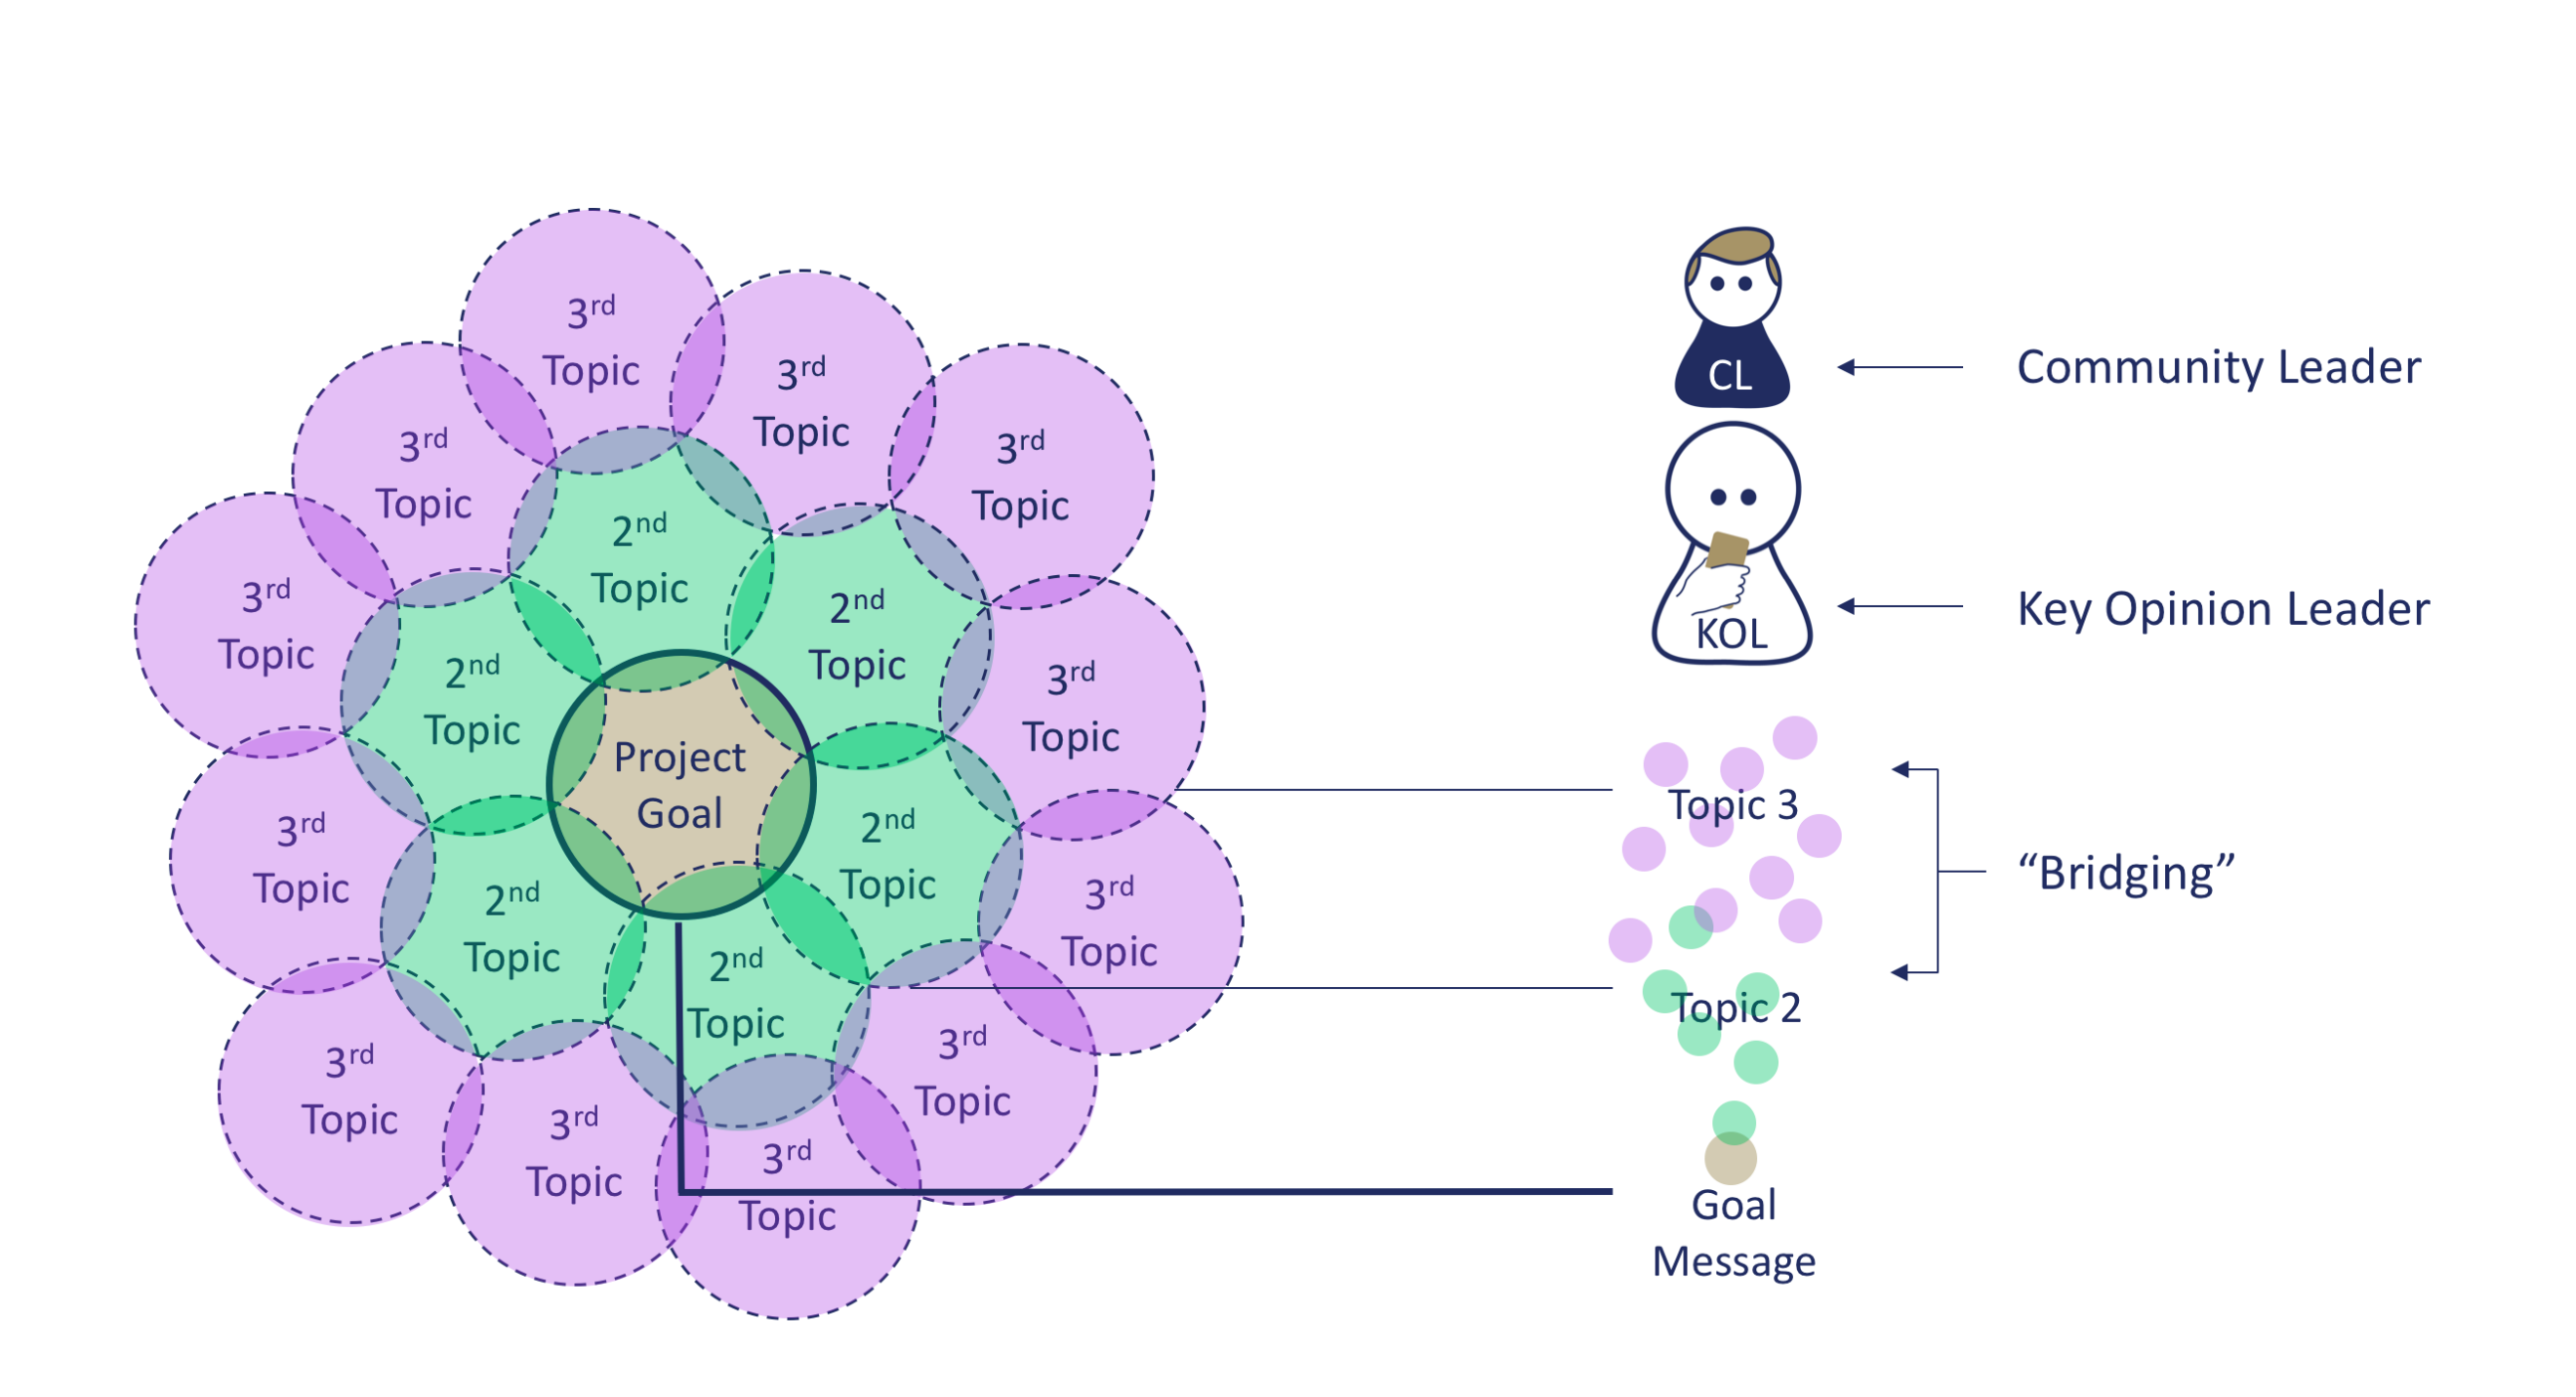 3rd
Topic
3rd
Topic
3rd
Topic
3rd
Topic
3rd
Topic
2nd
Topic
2nd
Topic
2nd
Topic
3rd
Topic
Project
Goal
2nd
Topic
3rd
Topic
2nd
Topic
3rd
Topic
2nd
Topic
3rd
Topic
3rd
Topic
3rd
Topic
3rd
Topic
CL
Community Leader
KOL
Key Opinion Leader
Topic 3
“Bridging”
Topic 2
Goal
Message